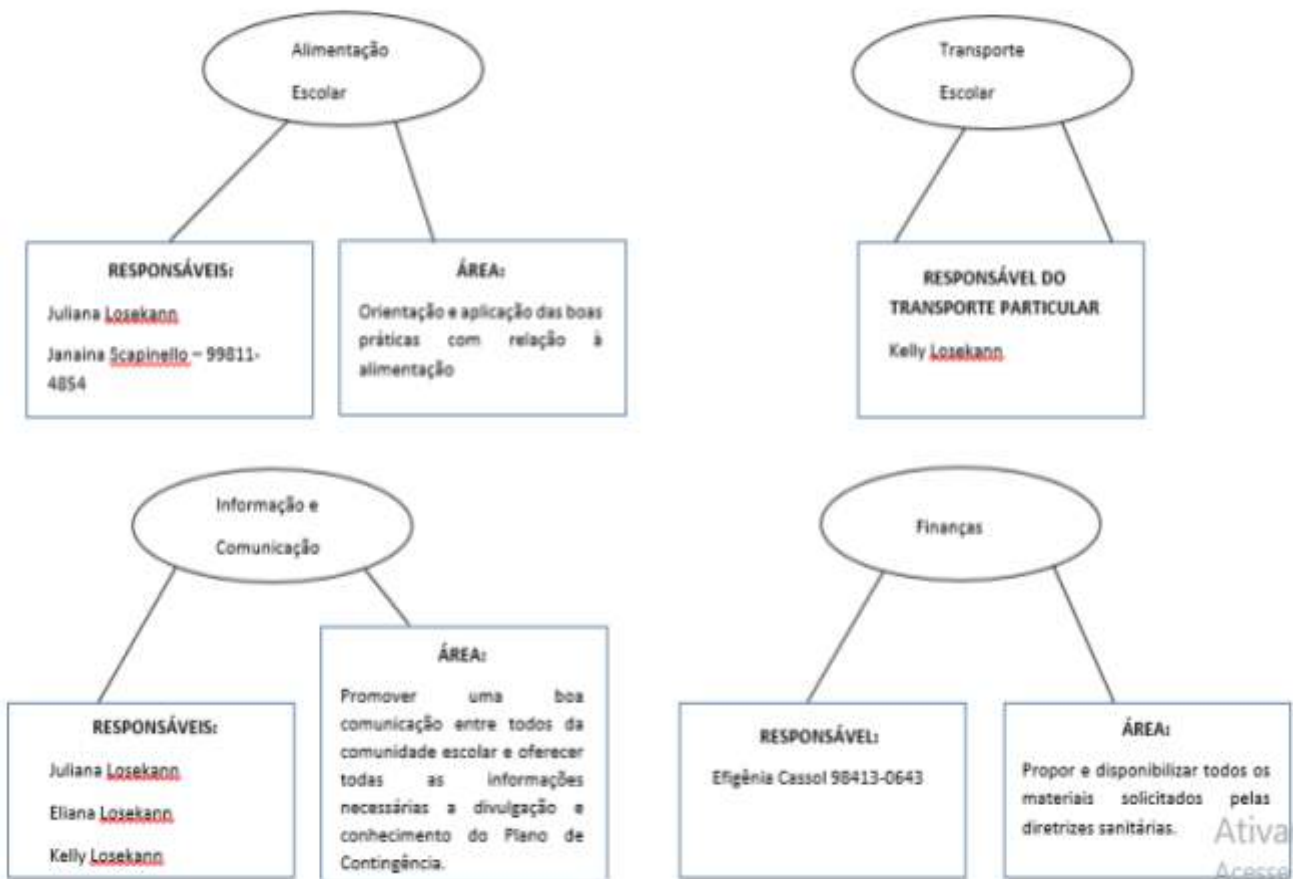 Alimentação
Escolar
RESPONSÁVEIS:
Juliana Losekann
Janaina Scapinello – 99811-
4854
ÁREA:
Orientação e aplicação das boas
práticas com relação à
alimentação
Transporte
Escolar
RESPONSÁVEL DO
TRANSPORTE PARTICULAR
Kelly Losekann
Informação e
Comunicação
RESPONSÁVEIS:
Juliana Losekann
Eliana Losekann
Kelly Losekann
ÁREA:
Promover uma boa
comunicação entre todos da
comunidade escolar e oferecer
todas as informações
necessárias a divulgação e
conhecimento do Plano de
Contingência.
Finanças
RESPONSÁVEL:
Efigênia Cassol 98413-0643
ÁREA:
Propor e disponibilizar todos os
materiais solicitados pelas
diretrizes sanitárias.
Ativa
Acesse